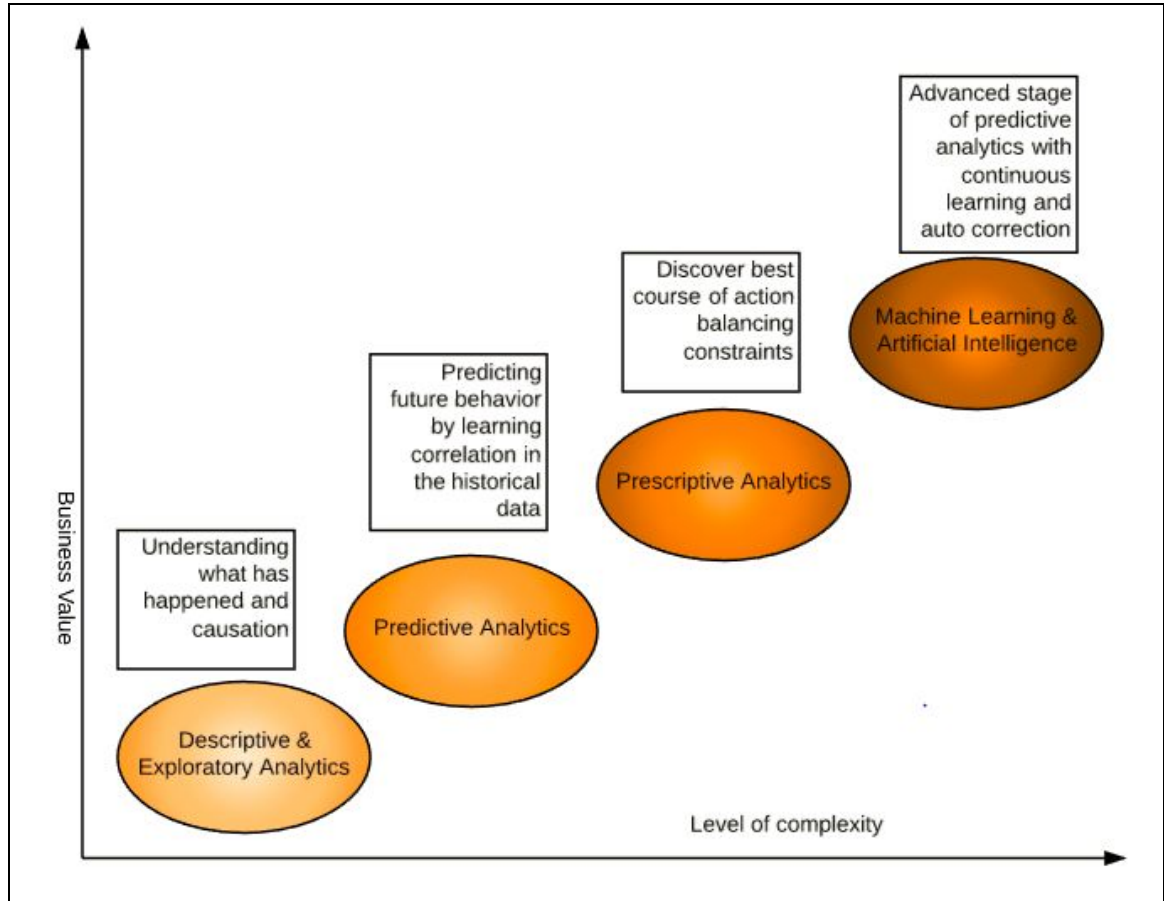 Advanced stage
of predictive
analytics with
continuous
learning and
auto correction
Machine Learning &
Artificial Intelligence
Discover best
course of action
balancing
constraints
Prescriptive Analytics
Predicting
future behavior
by learning
correlation in
the historical
data
Predictive Analytics
Understanding
what has
happened and
causation
Descriptive &
Exploratory Analytics
Business Value
Level of complexity